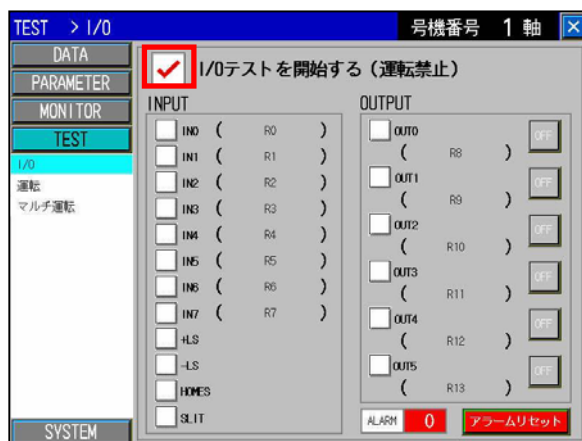 TEST > I/O 号機番号 1 軸
DATA
PARAMETER
MONITOR
TEST
I/O
運転
マルチ運転
SYSTEM
I/Oテストを開始する（運転禁止）
INPUT
IN0 ( R0 )
IN1 ( R1 )
IN2 ( R2 )
IN3 ( R3 )
IN4 ( R4 )
IN5 ( R5 )
IN6 ( R6 )
IN7 ( R7 )
+LS
-LS
HOMES
SLIT
OUTPUT
OUT0 OFF
( R8 )
OUT1 OFF
( R9 )
OUT2 OFF
( R10 )
OUT3 OFF
( R11 )
OUT4 OFF
( R12 )
OUT5 OFF
( R13 )
ALARM 0 アラームリセット